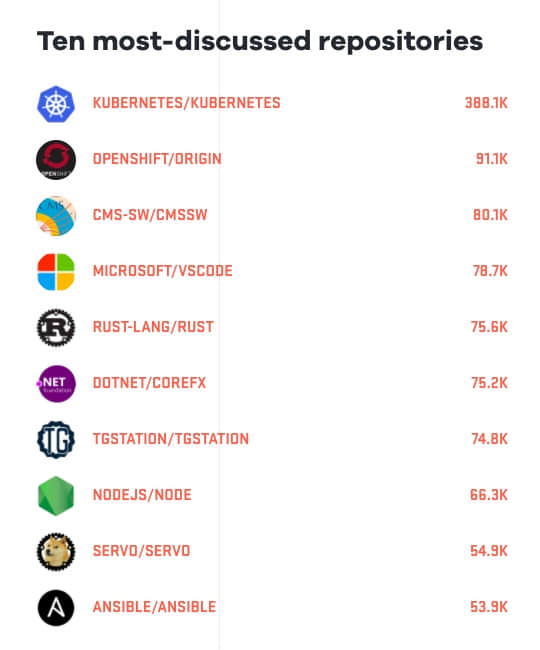 Ten most-discussed repositories
KUBERNETES/KUBERNETES 388.1K
OPENSHIFT
OPENSHIFT/ORIGIN 91.1K
CMS
CMS-SW/CMSSW 80.1K
MICROSOFT/VSCODE 78.7K
R
RUST-LANG/RUST 75.6K
.NET
foundation
DOTNET/COREFX 75.2K
TG
TGSTATION/TGSTATION 74.8K
NODEJS/NODE 66.3K
SERVO/SERVO 54.9K
A
ANSIBLE/ANSIBLE 53.9K